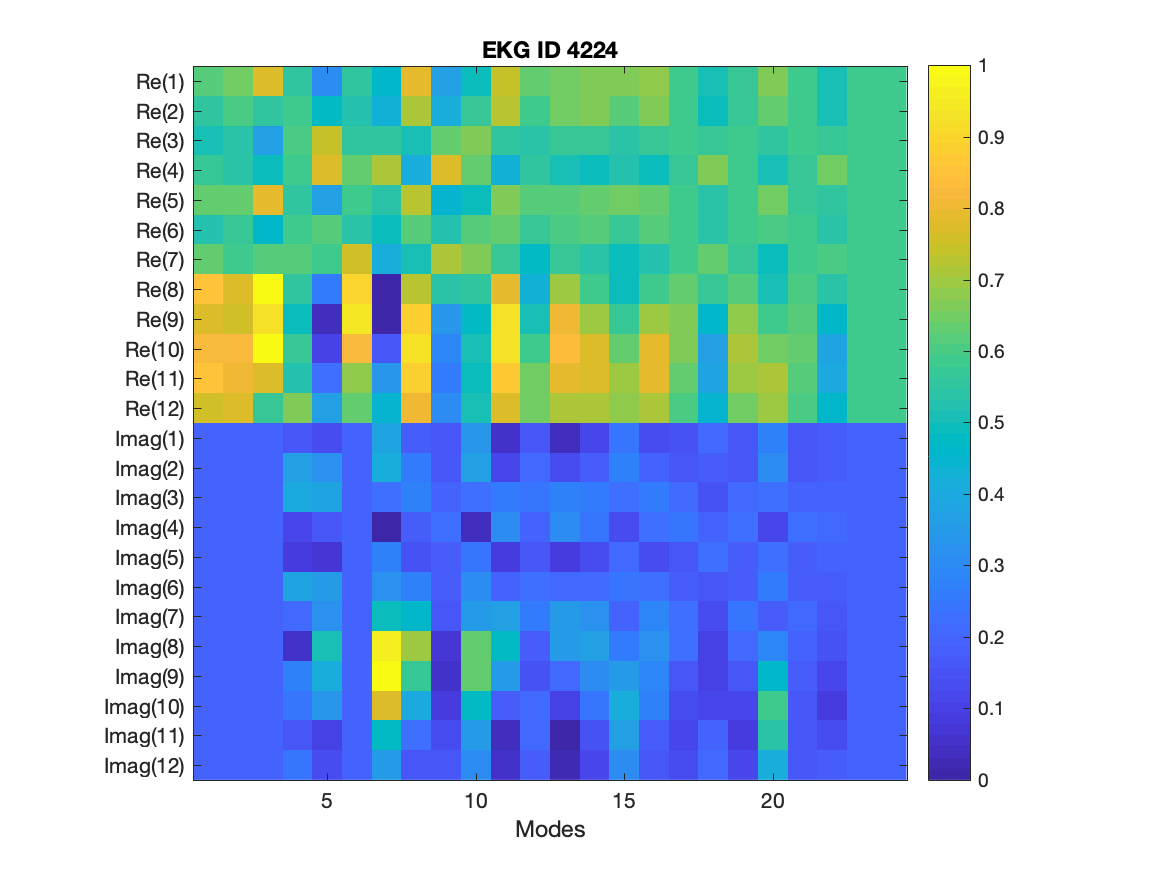 EKG ID 4224
Re(1)
Re(2)
Re(3)
Re(4)
Re(5)
Re(6)
Re(7)
Re(8)
Re(9)
Re(10)
Re(11)
Re(12)
Imag(1)
Imag(2)
Imag(3)
Imag(4)
Imag(5)
Imag(6)
Imag(7)
Imag(8)
Imag(9)
Imag(10)
Imag(11)
Imag(12)
5 10 15 20
Modes
1
0.9
0.8
0.7
0.6
0.5
0.4
0.3
0.2
0.1
0